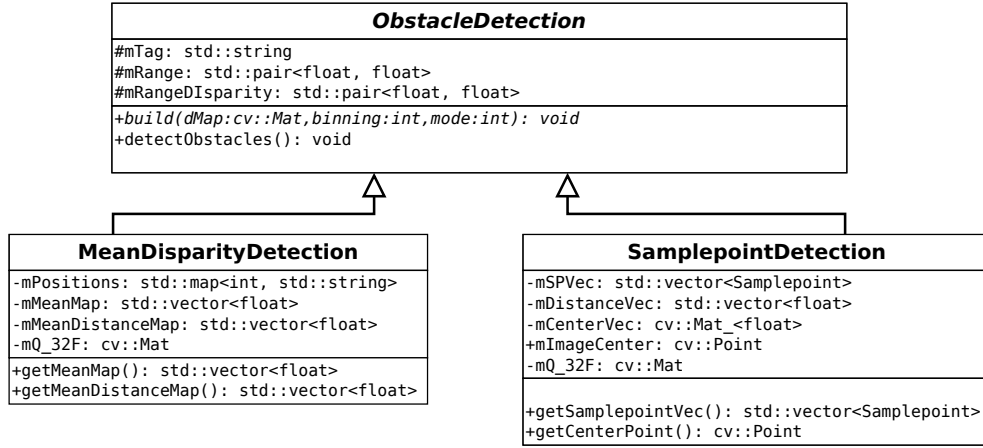 ObstacleDetection
#mTag: std::string
#mRange: std::pair<float, float>
#mRangeDIsparity: std::pair<float, float>
+build(dMap:cv::Mat,binning:int,mode:int): void
+detectObstacles(): void
MeanDisparityDetection
-mPositions: std::map<int, std::string>
-mMeanMap: std::vector<float>
-mMeanDistanceMap: std::vector<float>
-mQ_32F: cv::Mat
+getMeanMap(): std::vector<float>
+getMeanDistanceMap(): std::vector<float>
SamplepointDetection
-mSPVec: std::vector<Samplepoint>
-mDistanceVec: std::vector<float>
-mCenterVec: cv::Mat_<float>
+mImageCenter: cv::Point
-mQ_32F: cv::Mat
+getSamplepointVec(): std::vector<Samplepoint>
+getCenterPoint(): cv::Point